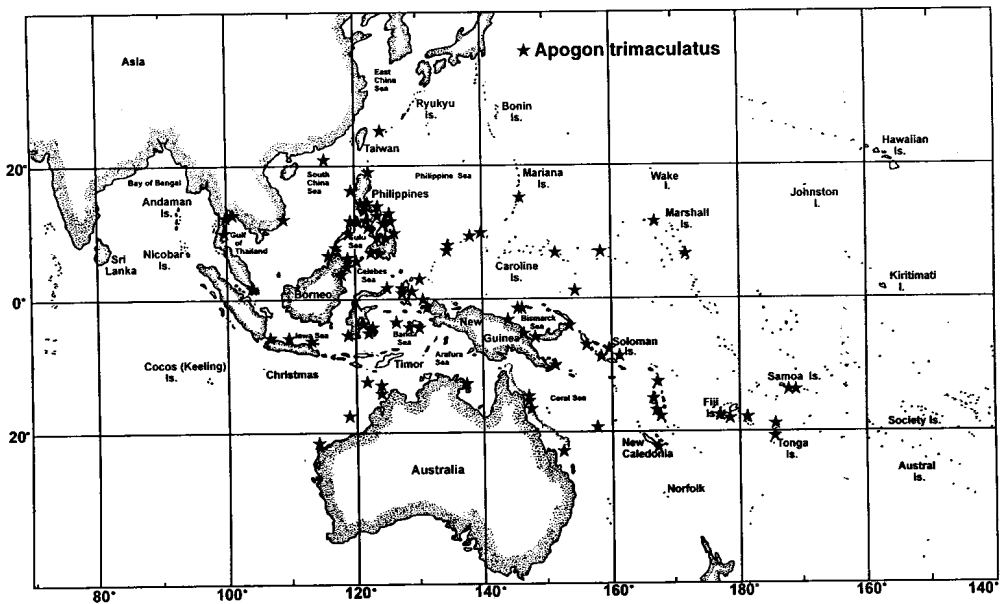 ★ Apogon trimaculatus
Asia
East
China
Sea
Ryukyu
Is.
Bonin
Is.
Taiwan
Hawaiian
Is.
20°
South
China
Sea
Philippine Sea
Mariana
Is.
Wake
I.
Johnston
I.
Bay of Bengal
Andaman
Is.
Philippines
Marshall
Is.
Sulu
Sea
Gulf
of
Thailand
Nicobar
Is.
Sri
Lanka
Celebes
Sea
Caroline
Is.
Kiritimati
I.
Borneo
0°
New
Guinea
Bismarck
Sea
Java Sea
Banda
Sea
Soloman
Is.
Arafura
Sea
Timor
Cocos (Keeling)
Is.
Christmas
Samoa Is.
Coral Sea
Fiji
Is.
Society Is.
20°
New
Caledonia
Tonga
Is.
Australia
Austral
Is.
Norfolk
80° 100° 120° 140° 160° 180° 160° 140°